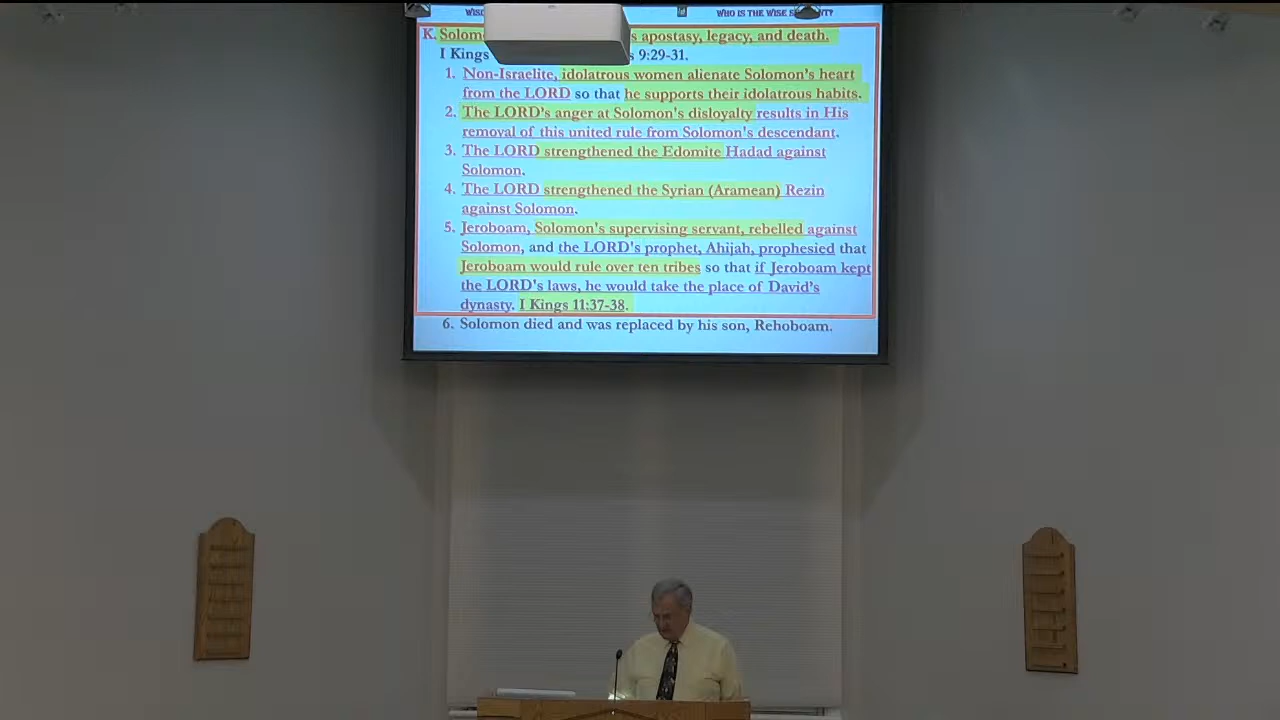 WHO IS THE WISE
K. Solom s apostasy, legacy, and death.
I Kings 9:29-31.
1. Non-Israelite, idolatrous women alienate Solomon's heart
from the LORD so that he supports their idolatrous habits.
2. The LORD's anger at Solomon's disloyalty results in His
removal of this united rule from Solomon's descendant.
3. The LORD strengthened the Edomite Hadad against
Solomon.
4. The LORD strengthened the Syrian (Aramean) Rezin
against Solomon.
5. Jeroboam, Solomon's supervising servant, rebelled against
Solomon, and the LORD's prophet, Ahijah, prophesied that
Jeroboam would rule over ten tribes so that if Jeroboam kept
the LORD's laws, he would take the place of David's
dynasty. I Kings 11:37-38.
6. Solomon died and was replaced by his son, Rehoboam.